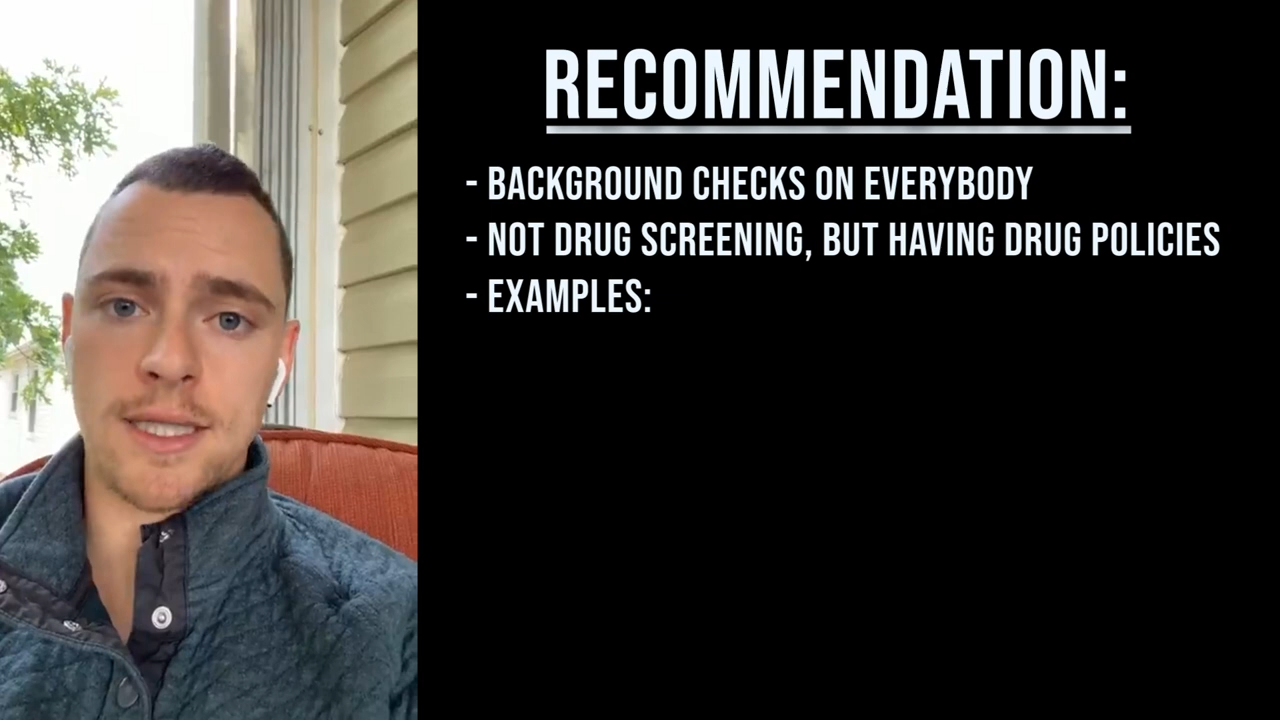 RECOMMENDATION:
- BACKGROUND CHECKS ON EVERYBODY
- NOT DRUG SCREENING, BUT HAVING DRUG POLICIES
- EXAMPLES: